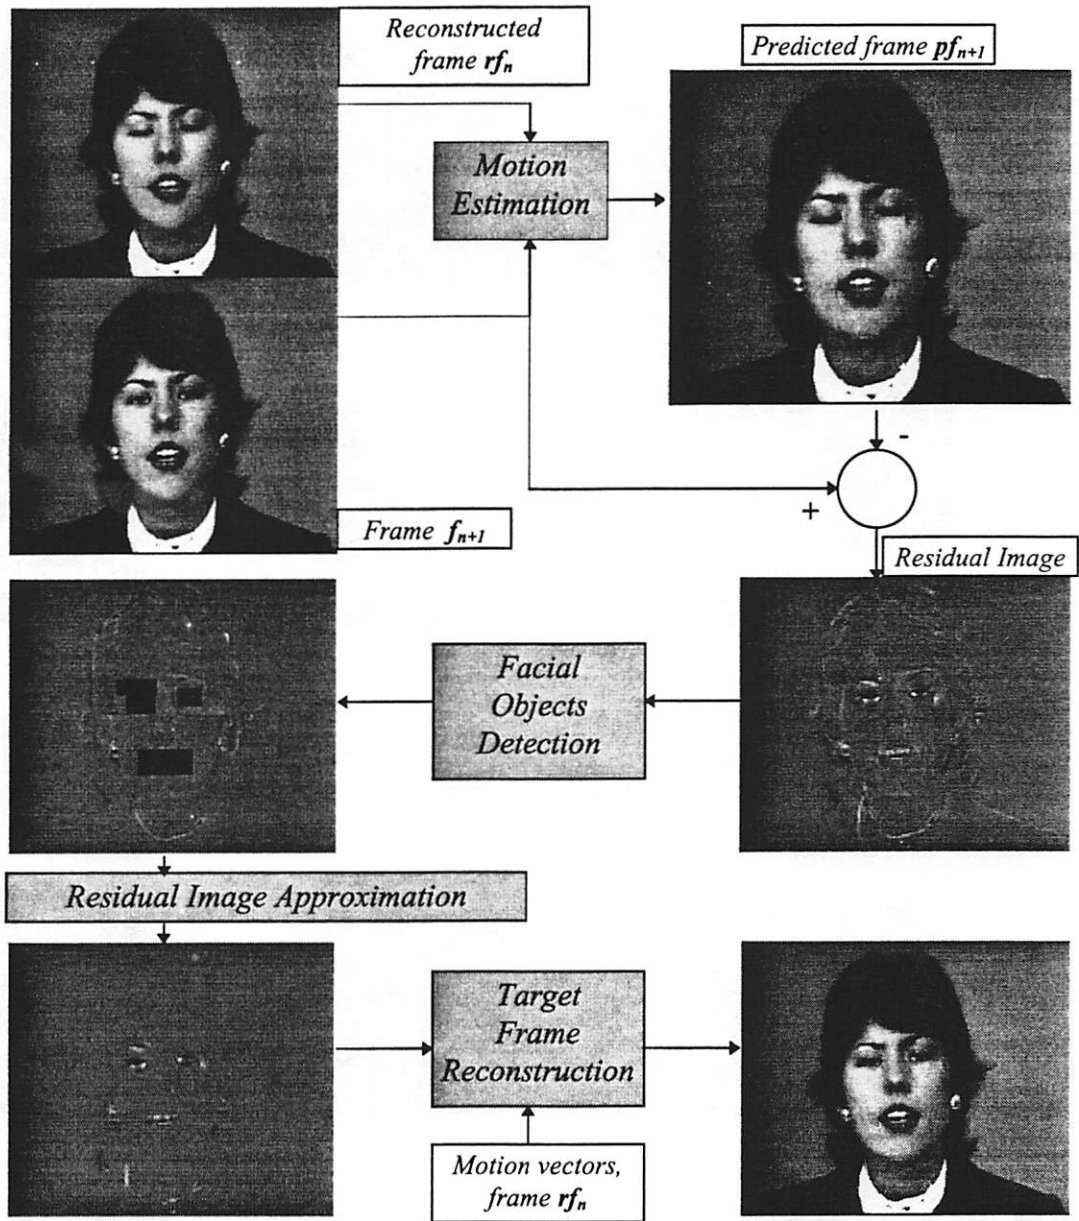 Reconstructed
frame rfₙ
Predicted frame pfₙ₊₁
Motion
Estimation
-
+
Frame fₙ₊₁
Residual Image
Facial
Objects
Detection
Residual Image Approximation
Target
Frame
Reconstruction
Motion vectors,
frame rfₙ